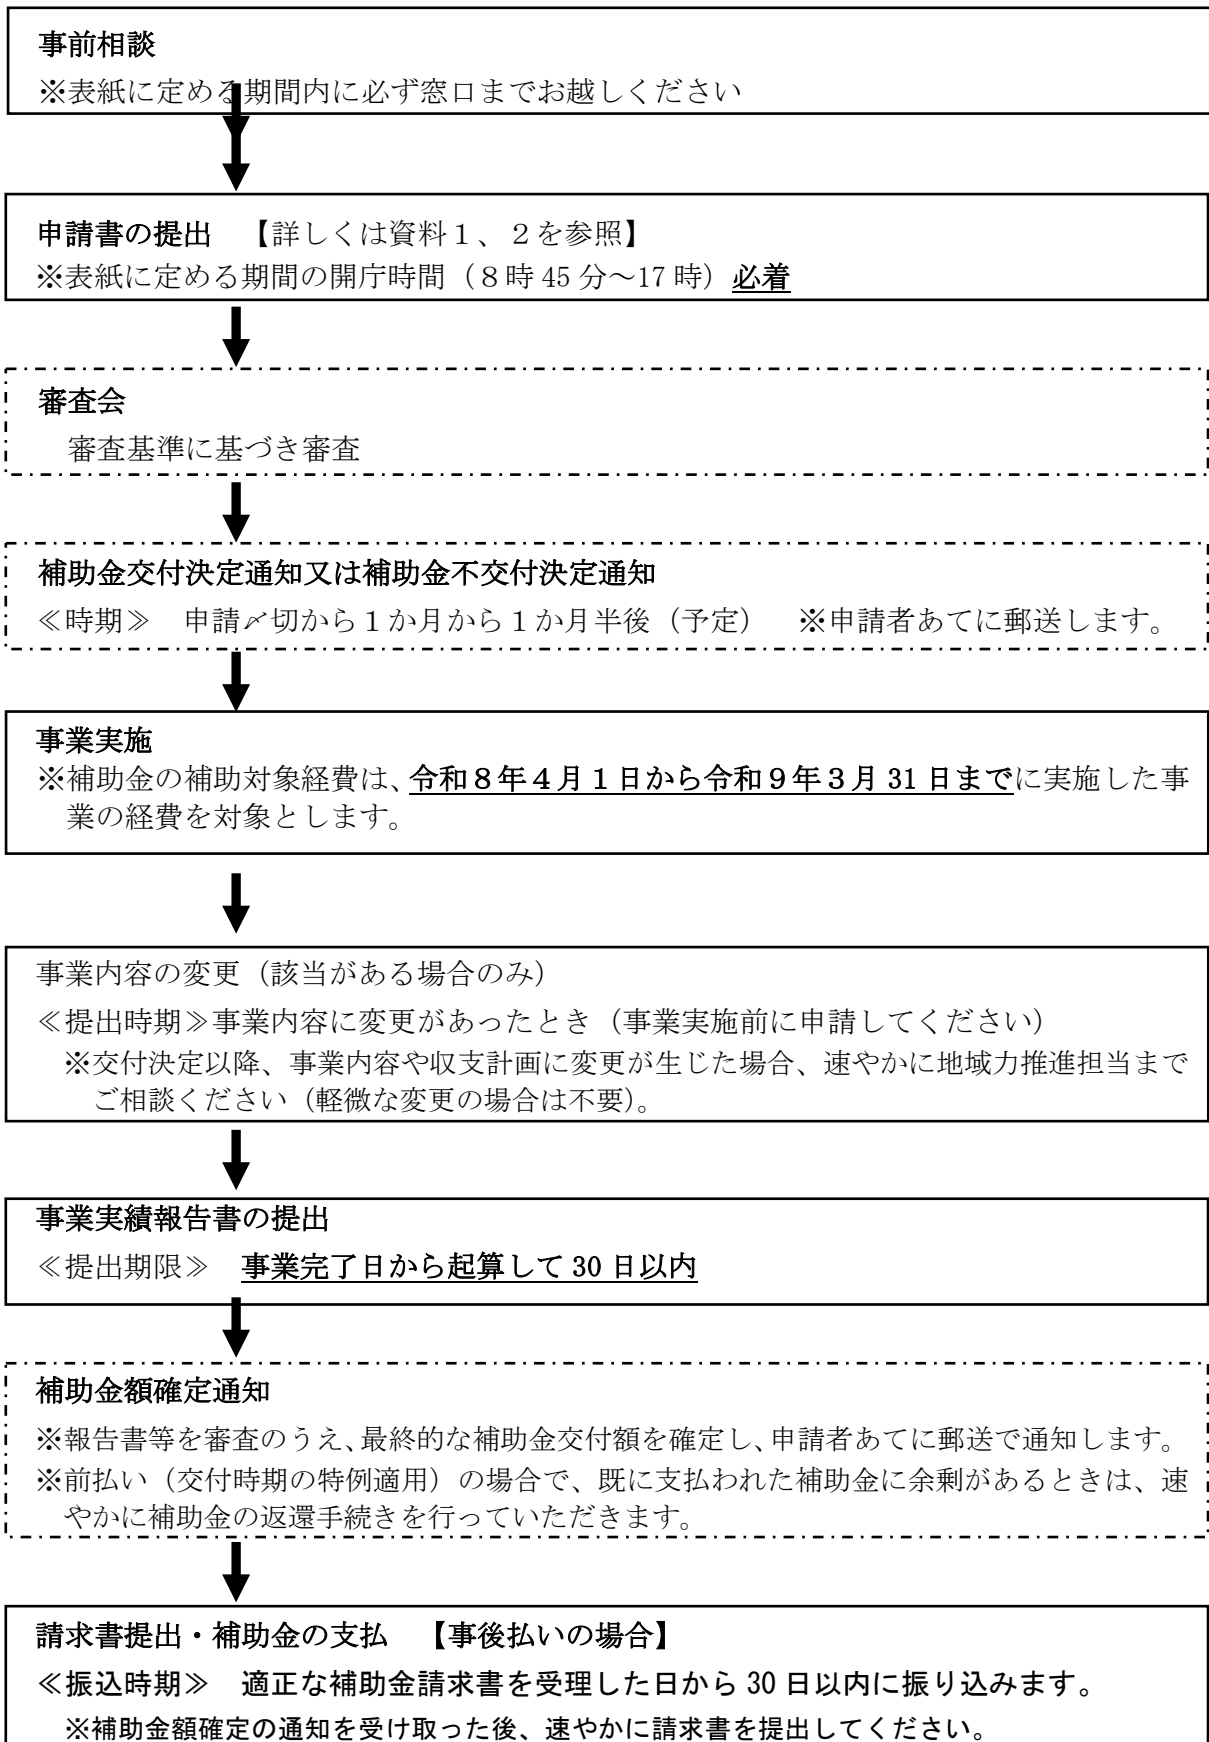 事前相談
※表紙に定める期間内に必ず窓口までお越しください
申請書の提出　【詳しくは資料１、２を参照】
※表紙に定める期間の開庁時間（８時 45 分～17 時）必着
審査会
審査基準に基づき審査
補助金交付決定通知又は補助金不交付決定通知
≪時期≫　申請〆切から１か月から１か月半後（予定）　※申請者あてに郵送します。
事業実施
※補助金の補助対象経費は、令和８年４月１日から令和９年３月 31 日までに実施した事
業の経費を対象とします。
事業内容の変更（該当がある場合のみ）
≪提出時期≫事業内容に変更があったとき（事業実施前に申請してください）
※交付決定以降、事業内容や収支計画に変更が生じた場合、速やかに地域力推進担当まで
ご相談ください（軽微な変更の場合は不要）。
事業実績報告書の提出
≪提出期限≫　事業完了日から起算して 30 日以内
補助金額確定通知
※報告書等を審査のうえ、最終的な補助金交付額を確定し、申請者あてに郵送で通知します。
※前払い（交付時期の特例適用）の場合で、既に支払われた補助金に余剰があるときは、速
やかに補助金の返還手続きを行っていただきます。
請求書提出・補助金の支払　【事後払いの場合】
≪振込時期≫　適正な補助金請求書を受理した日から 30 日以内に振り込みます。
※補助金額確定の通知を受け取った後、速やかに請求書を提出してください。